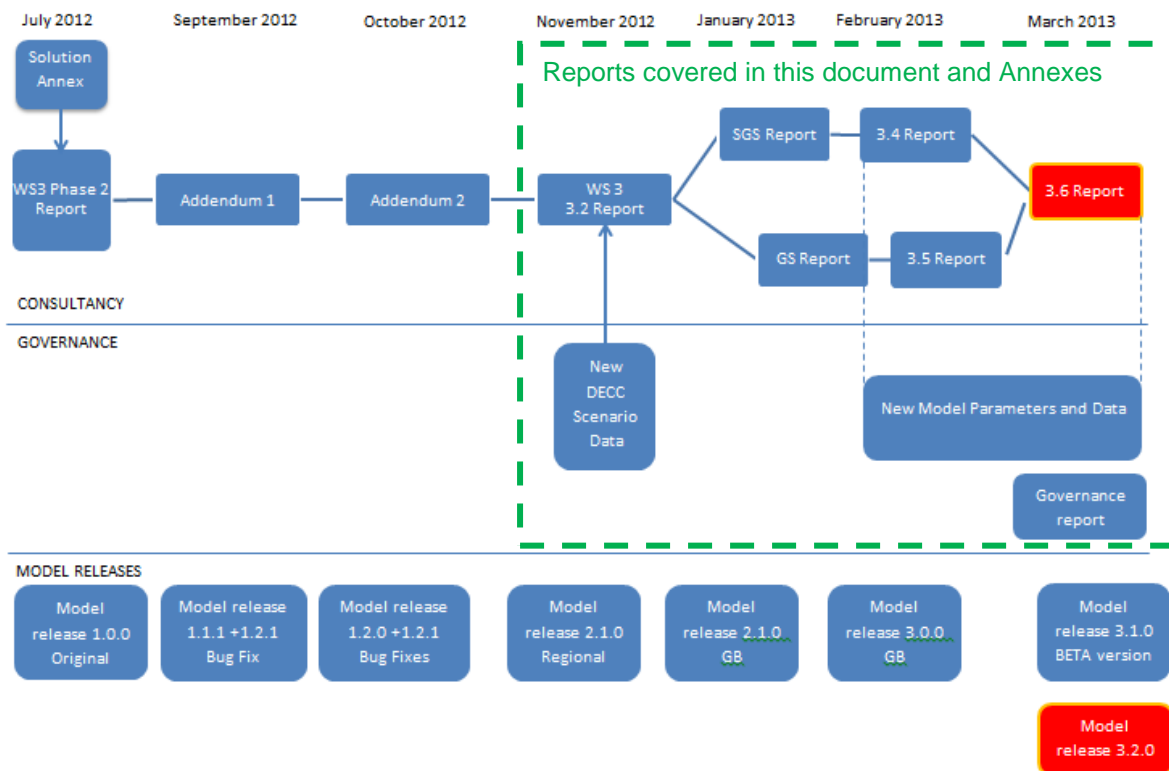 July 2012
September 2012
October 2012
November 2012
January 2013
February 2013
March 2013
Solution
Annex
Reports covered in this document and Annexes
SGS Report
3.4 Report
WS3 Phase 2
Report
Addendum 1
Addendum 2
WS 3
3.2 Report
3.6 Report
GS Report
3.5 Report
CONSULTANCY
GOVERNANCE
New
DECC
Scenario
Data
New Model Parameters and Data
Governance
report
MODEL RELEASES
Model
release 1.0.0
Original
Model release
1.1.1 +1.2.1
Bug Fix
Model release
1.2.0 +1.2.1
Bug Fixes
Model
release 2.1.0
Regional
Model
release 2.1.0
GB
Model
release 3.0.0
GB
Model
release 3.1.0
BETA version
Model
release 3.2.0